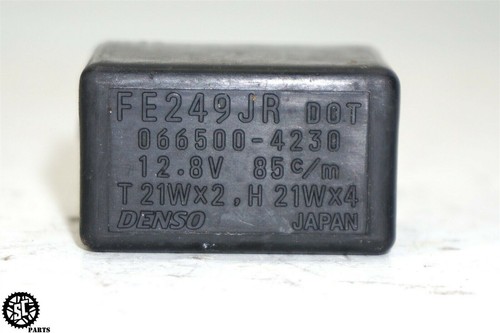 FE249JR DOT
066500-4230
12.8V 85c/m
T 21W×2, H 21W×4
DENSO JAPAN
PARTS